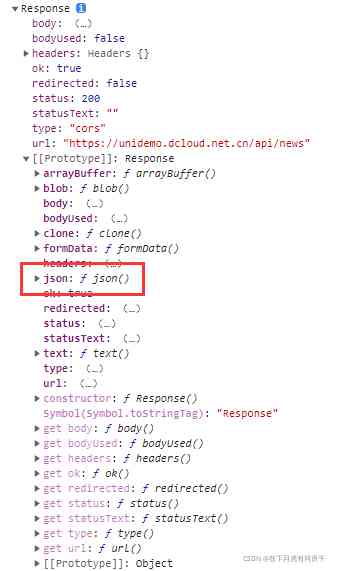 Response i
body: (…)
bodyUsed: false
headers: Headers {}
ok: true
redirected: false
status: 200
statusText: ""
type: "cors"
url: "https://unidemo.dcloud.net.cn/api/news"
[[Prototype]]: Response
arrayBuffer: ƒ arrayBuffer()
blob: ƒ blob()
body: (…)
bodyUsed: (…)
clone: ƒ clone()
formData: ƒ formData()
headers: (…)
json: ƒ json()
ok: true
redirected: (…)
status: (…)
statusText: (…)
text: ƒ text()
type: (…)
url: (…)
constructor: ƒ Response()
Symbol(Symbol.toStringTag): "Response"
get body: ƒ body()
get bodyUsed: ƒ bodyUsed()
get headers: ƒ headers()
get ok: ƒ ok()
get redirected: ƒ redirected()
get status: ƒ status()
get statusText: ƒ statusText()
get type: ƒ type()
get url: ƒ url()
[[Prototype]]: Object
CSDN